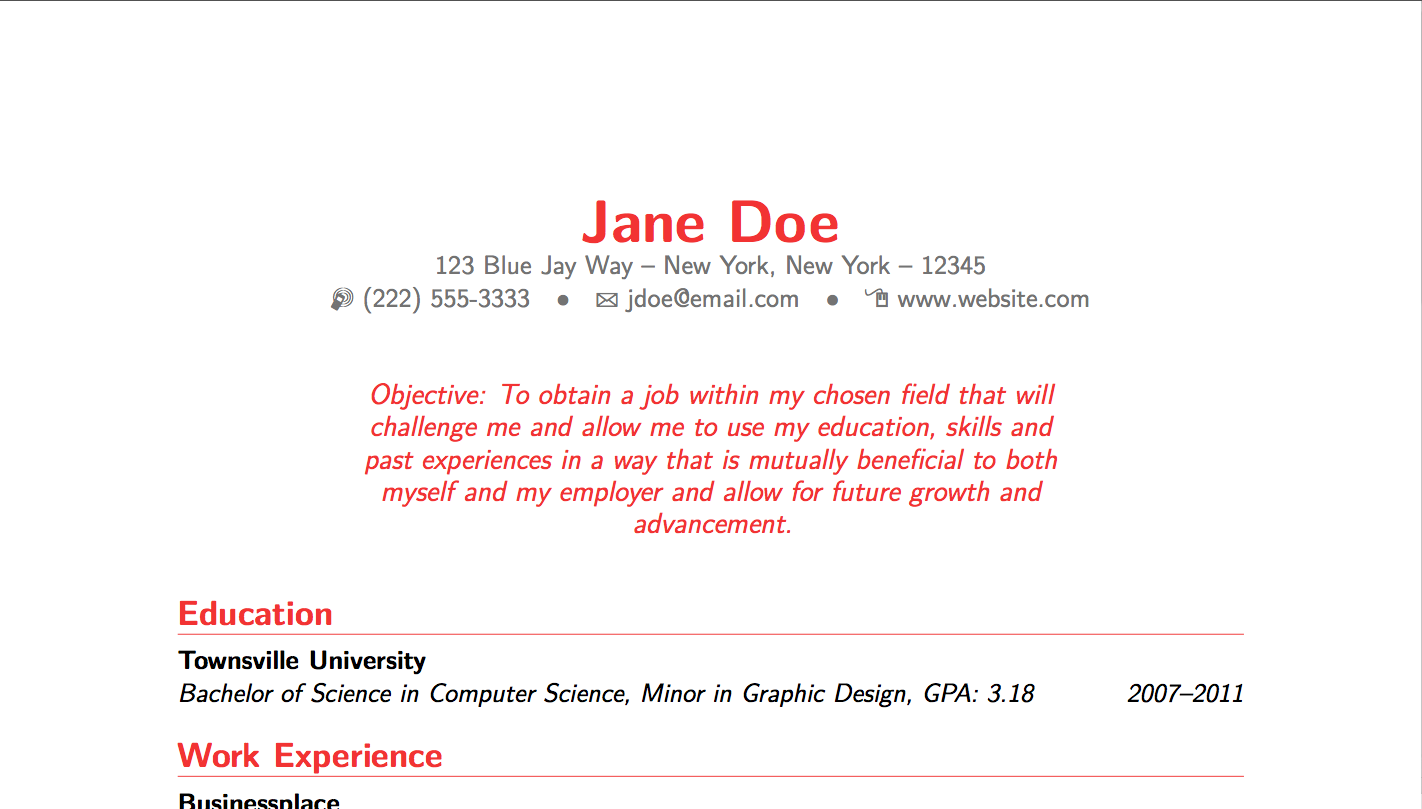 Jane Doe
123 Blue Jay Way – New York, New York – 12345
(222) 555-3333 • jdoe@email.com • www.website.com
Objective: To obtain a job within my chosen field that will
challenge me and allow me to use my education, skills and
past experiences in a way that is mutually beneficial to both
myself and my employer and allow for future growth and
advancement.
Education
Townsville University
Bachelor of Science in Computer Science, Minor in Graphic Design, GPA: 3.18 2007–2011
Work Experience
Businessplace